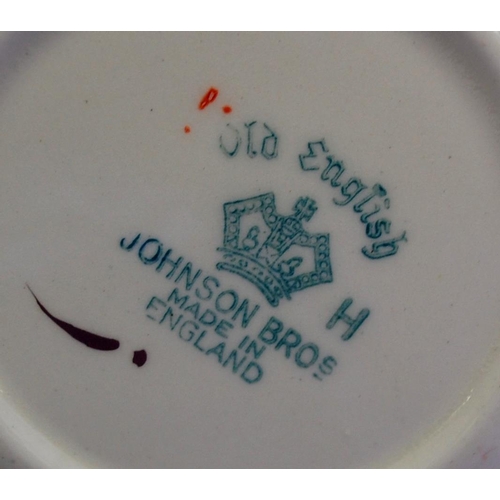 Old English
JOHNSON BROS
H
MADE IN
ENGLAND